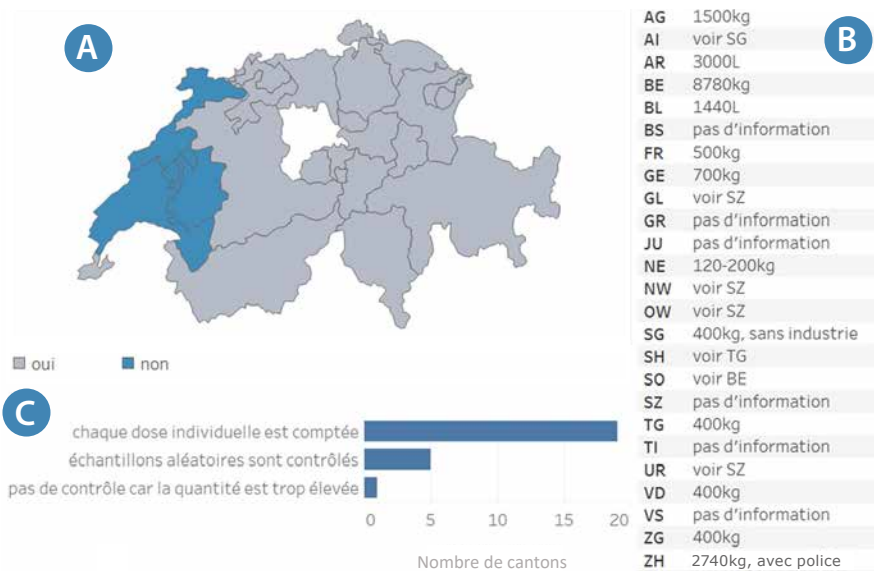 A
oui
non
B
AG 1500kg
AI voir SG
AR 3000L
BE 8780kg
BL 1440L
BS pas d'information
FR 500kg
GE 700kg
GL voir SZ
GR pas d'information
JU pas d'information
NE 120-200kg
NW voir SZ
OW voir SZ
SG 400kg, sans industrie
SH voir TG
SO voir BE
SZ pas d'information
TG 400kg
TI pas d'information
UR voir SZ
VD 400kg
VS pas d'information
ZG 400kg
ZH 2740kg, avec police
C
chaque dose individuelle est comptée
échantillons aléatoires sont contrôlés
pas de contrôle car la quantité est trop élevée
0 5 10 15 20
Nombre de cantons